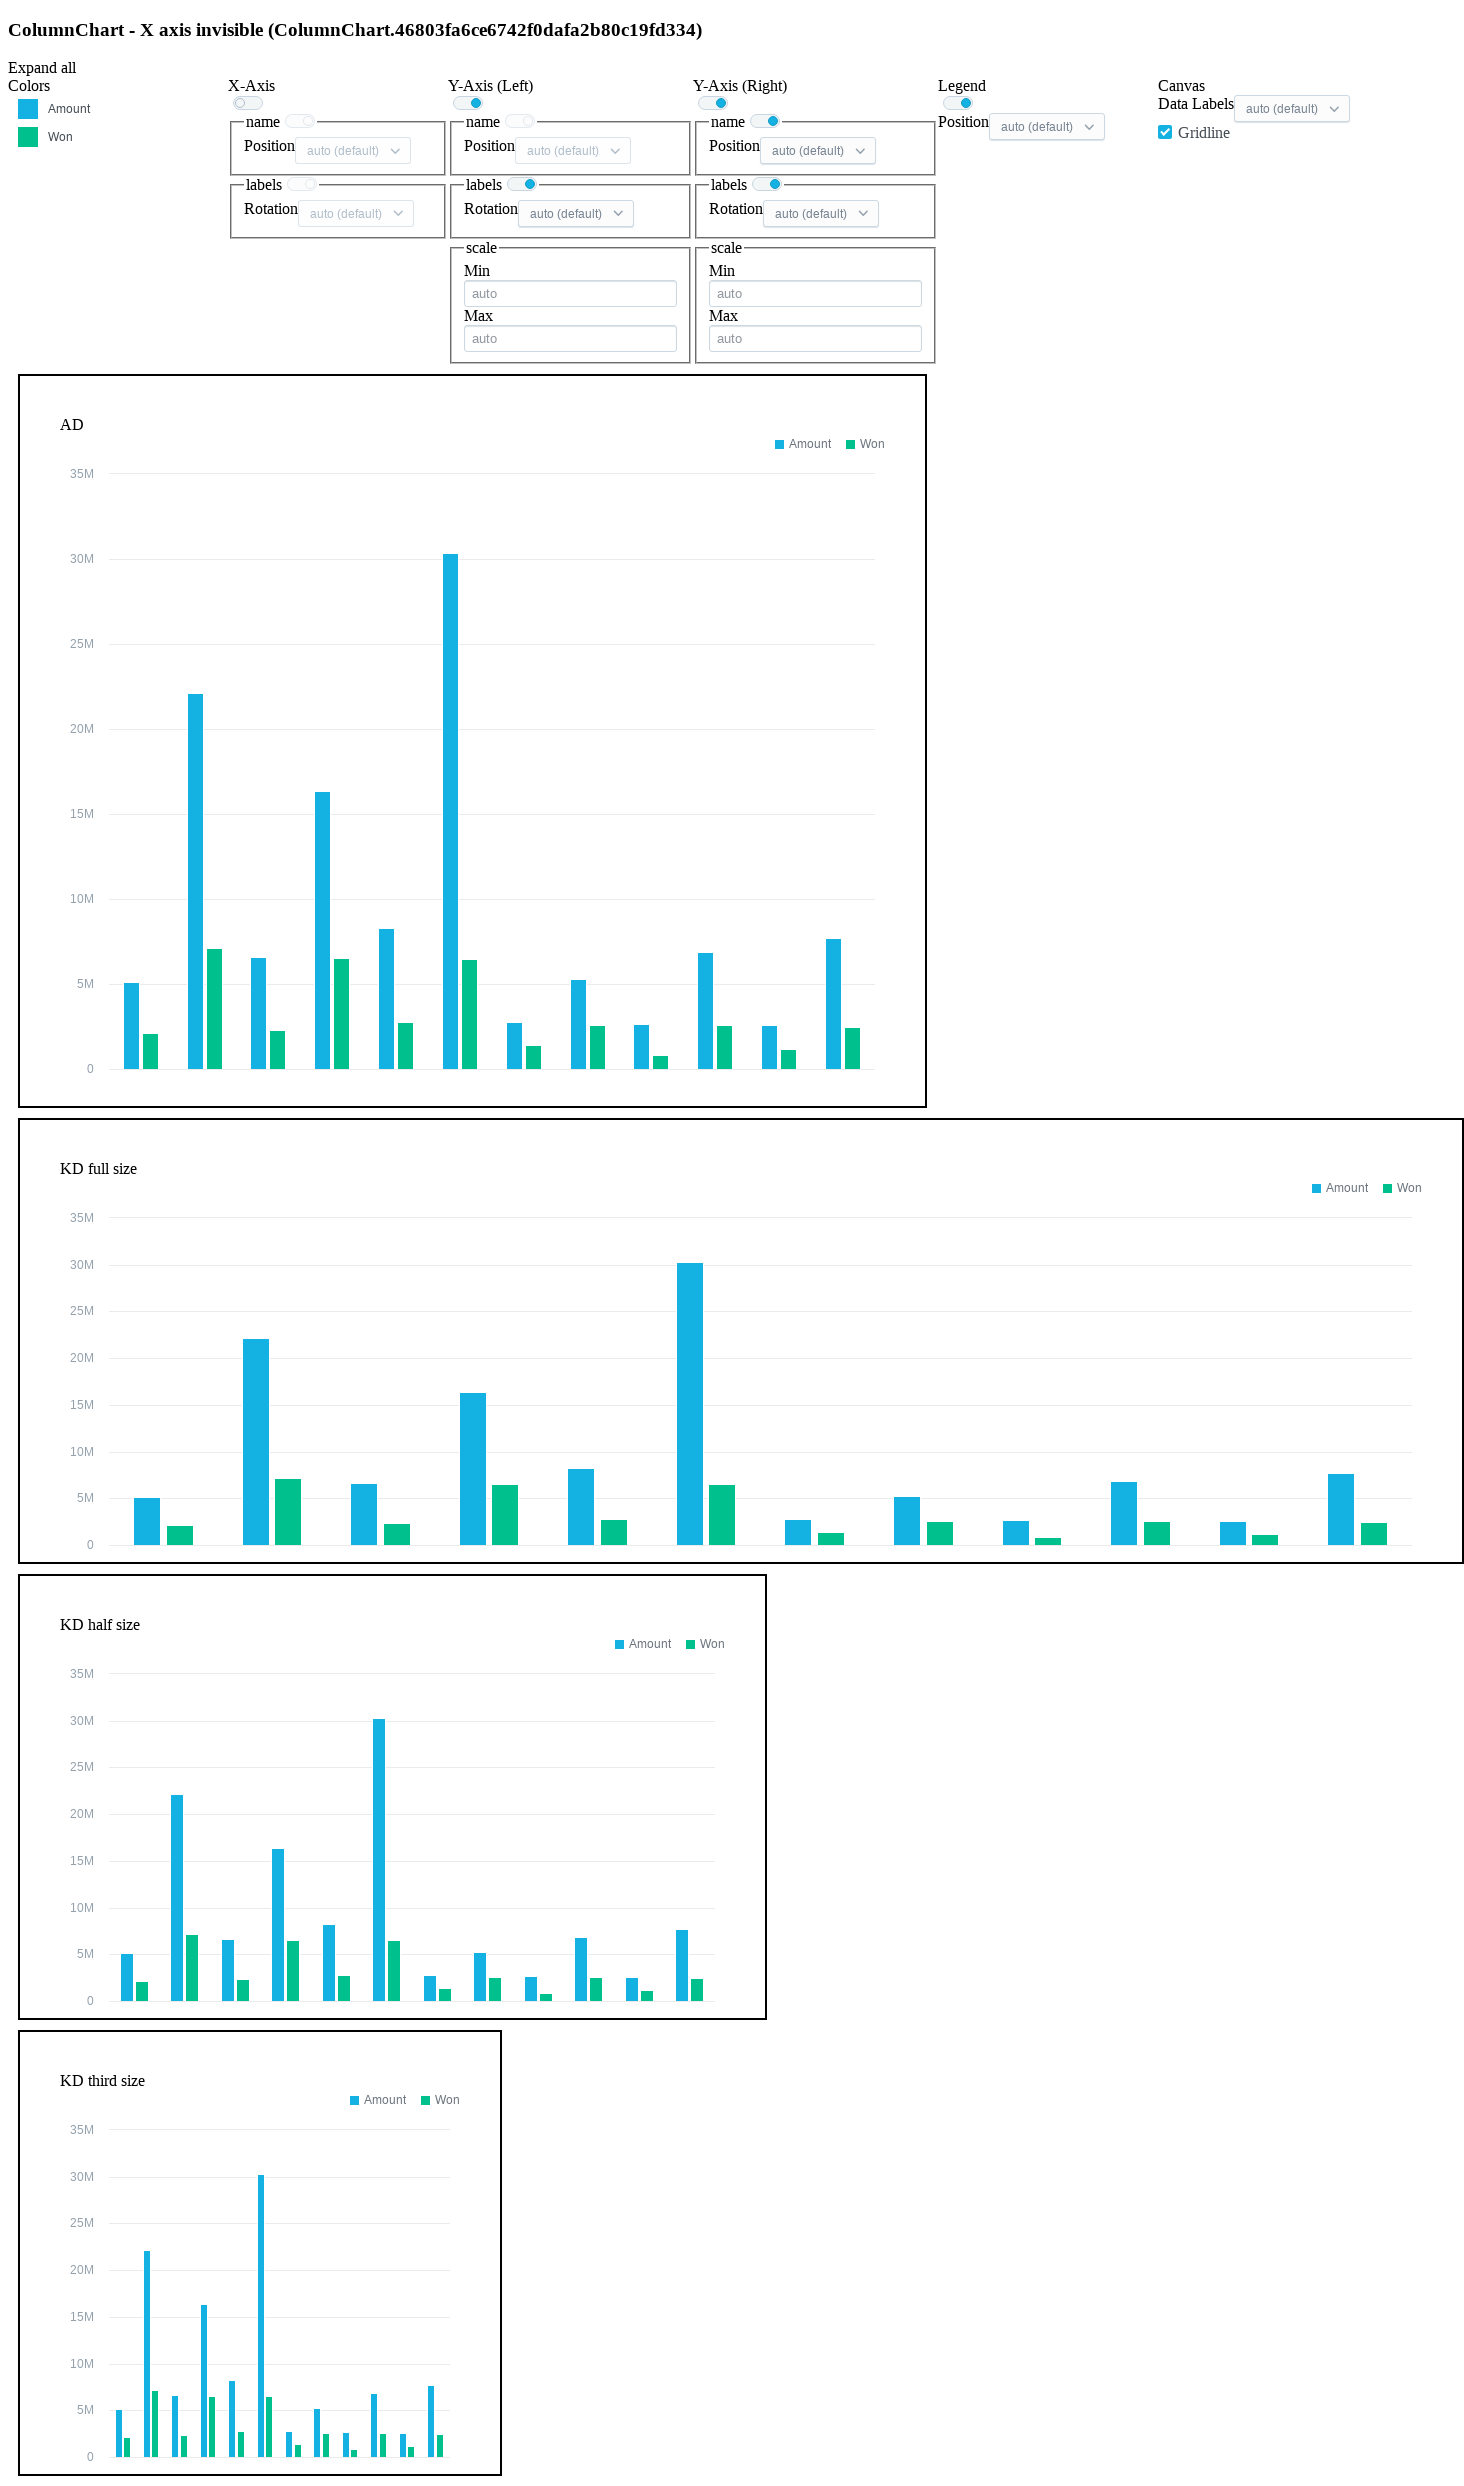 ColumnChart - X axis invisible (ColumnChart.46803fa6ce6742f0dafa2b80c19fd334)
Expand all
Colors
Amount
Won
X-Axis
name
Position auto (default)
labels
Rotation auto (default)
Y-Axis (Left)
name
Position auto (default)
labels
Rotation auto (default)
scale
Min
auto
Max
auto
Y-Axis (Right)
name
Position auto (default)
labels
Rotation auto (default)
scale
Min
auto
Max
auto
Legend
Position auto (default)
Canvas
Data Labels auto (default)
Gridline
AD
Amount Won
35M
30M
25M
20M
15M
10M
5M
0
KD full size
Amount Won
35M
30M
25M
20M
15M
10M
5M
0
KD half size
Amount Won
35M
30M
25M
20M
15M
10M
5M
0
KD third size
Amount Won
35M
30M
25M
20M
15M
10M
5M
0